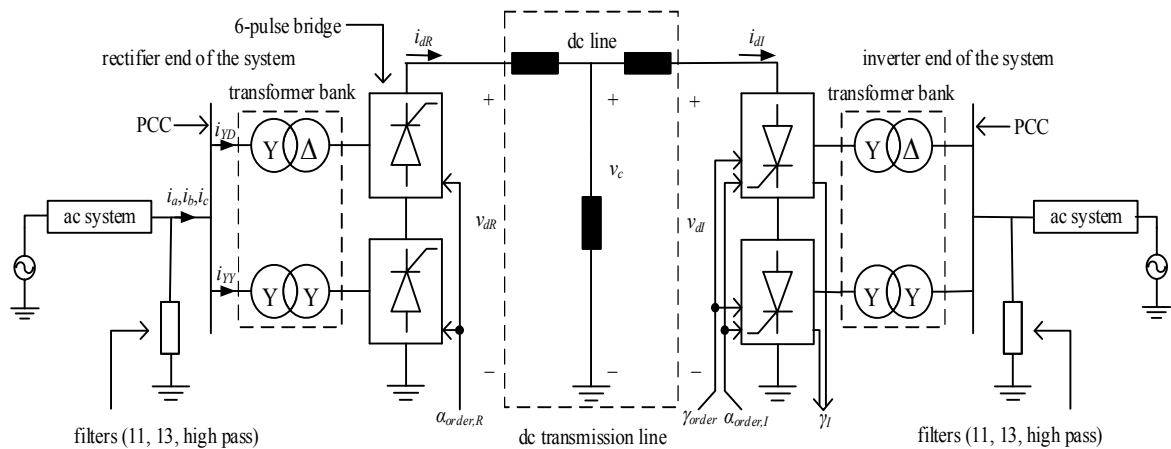 6-pulse bridge
rectifier end of the system
transformer bank
PCC
i_YD
Y Δ
i_a,i_b,i_c
ac system
i_YY
Y Y
filters (11, 13, high pass)
i_dR
dc line
i_dI
+
+
+
v_c
v_dR
v_dI
−
−
−
α_order,R
dc transmission line
γ_order
α_order,I
γ_I
inverter end of the system
transformer bank
PCC
Y Δ
ac system
Y Y
filters (11, 13, high pass)